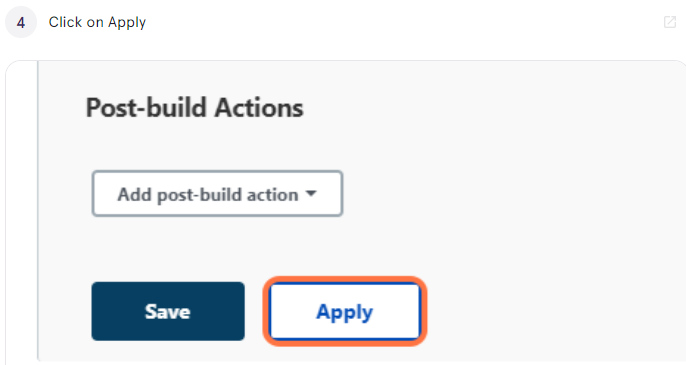 4 Click on Apply
Post-build Actions
Add post-build action
Save Apply